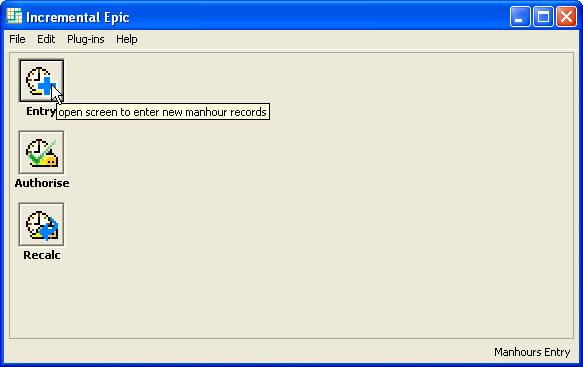 Incremental Epic
File Edit Plug-ins Help
Entry
open screen to enter new manhour records
Authorise
Recalc
Manhours Entry